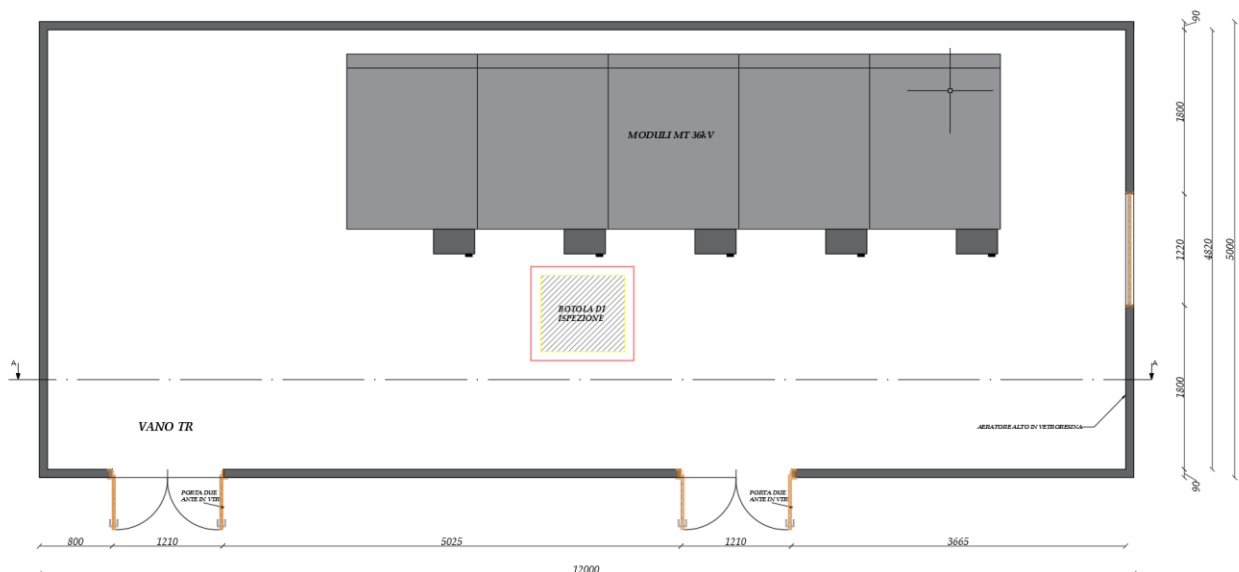 90
MODULI MT 36kV
1800
1220
4820
5000
BOTOLA DI
ISPEZIONE
A
A
1800
VANO TR
AERATORE ALTO IN VETRORESINA
PORTA DUE
ANTE IN VTR
PORTA DUE
ANTE IN VTR
90
800
1210
5025
1210
3665
12000